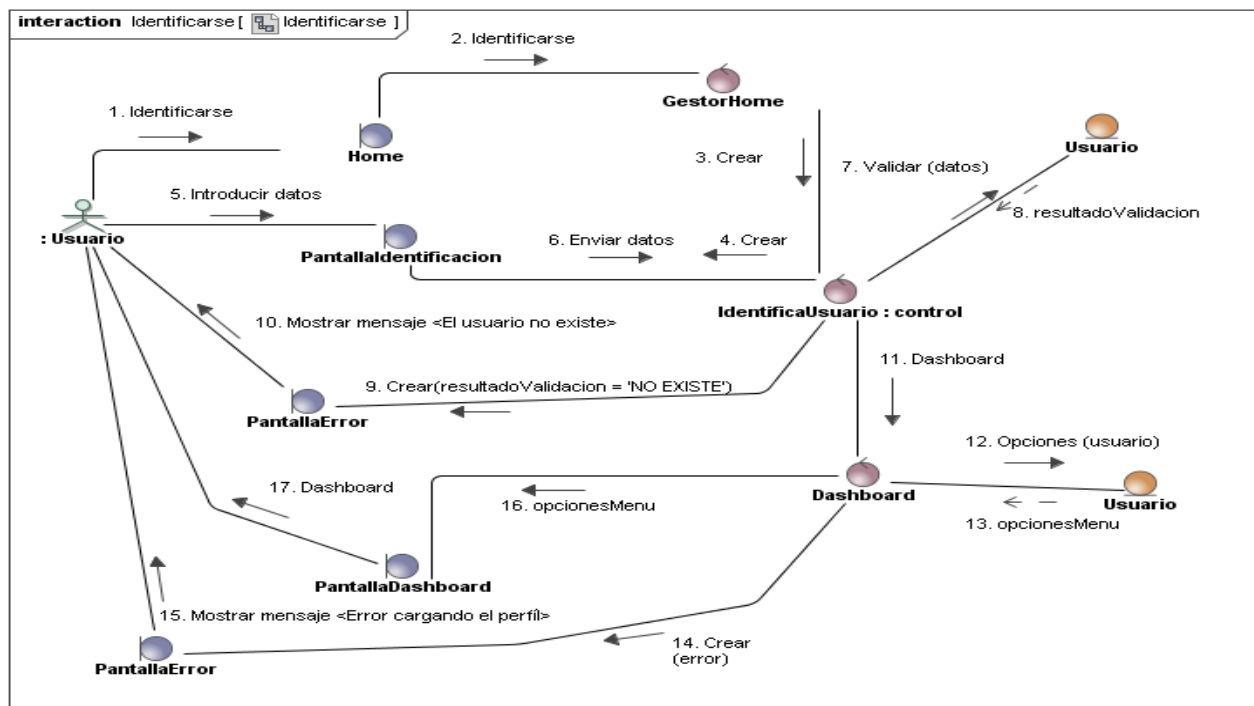 interaction Identificarse [ Identificarse ]
2. Identificarse
GestorHome
1. Identificarse
Home
3. Crear
7. Validar (datos)
Usuario
5. Introducir datos
8. resultadoValidacion
: Usuario
PantallaIdentificacion
6. Enviar datos
4. Crear
IdentificaUsuario : control
10. Mostrar mensaje <El usuario no existe>
11. Dashboard
9. Crear(resultadoValidacion = 'NO EXISTE')
PantallaError
12. Opciones (usuario)
17. Dashboard
Dashboard
16. opcionesMenu
Usuario
13. opcionesMenu
PantallaDashboard
15. Mostrar mensaje <Error cargando el perfíl>
14. Crear
(error)
PantallaError